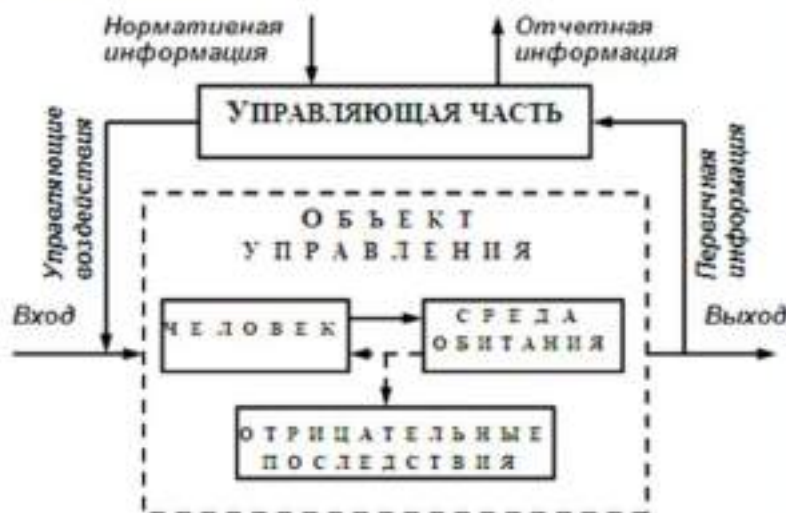 Нормативная
информация
Отчетная
информация
УПРАВЛЯЮЩАЯ ЧАСТЬ
Управляющие
воздействия
Первичная
информация
ОБЪЕКТ
УПРАВЛЕНИЯ
Вход
ЧЕЛОВЕК
СРЕДА
ОБИТАНИЯ
Выход
ОТРИЦАТЕЛЬНЫЕ
ПОСЛЕДСТВИЯ